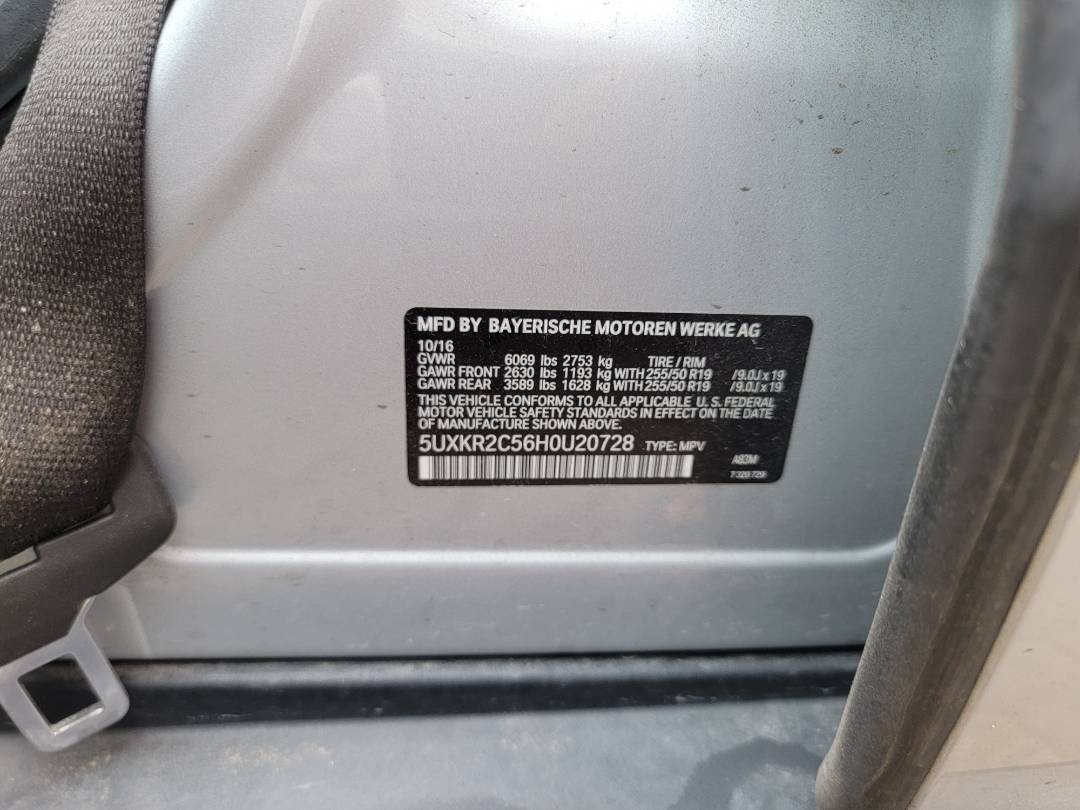 MFD BY BAYERISCHE MOTOREN WERKE AG
10/16
GVWR 6069 lbs 2753 kg TIRE / RIM
GAWR FRONT 2630 lbs 1193 kg WITH 255/50 R19 / 9.0J x 19
GAWR REAR 3589 lbs 1628 kg WITH 255/50 R19 / 9.0J x 19
THIS VEHICLE CONFORMS TO ALL APPLICABLE U. S. FEDERAL
MOTOR VEHICLE SAFETY STANDARDS IN EFFECT ON THE DATE
OF MANUFACTURE SHOWN ABOVE.
5UXKR2C56H0U20728 TYPE: MPV
A83M